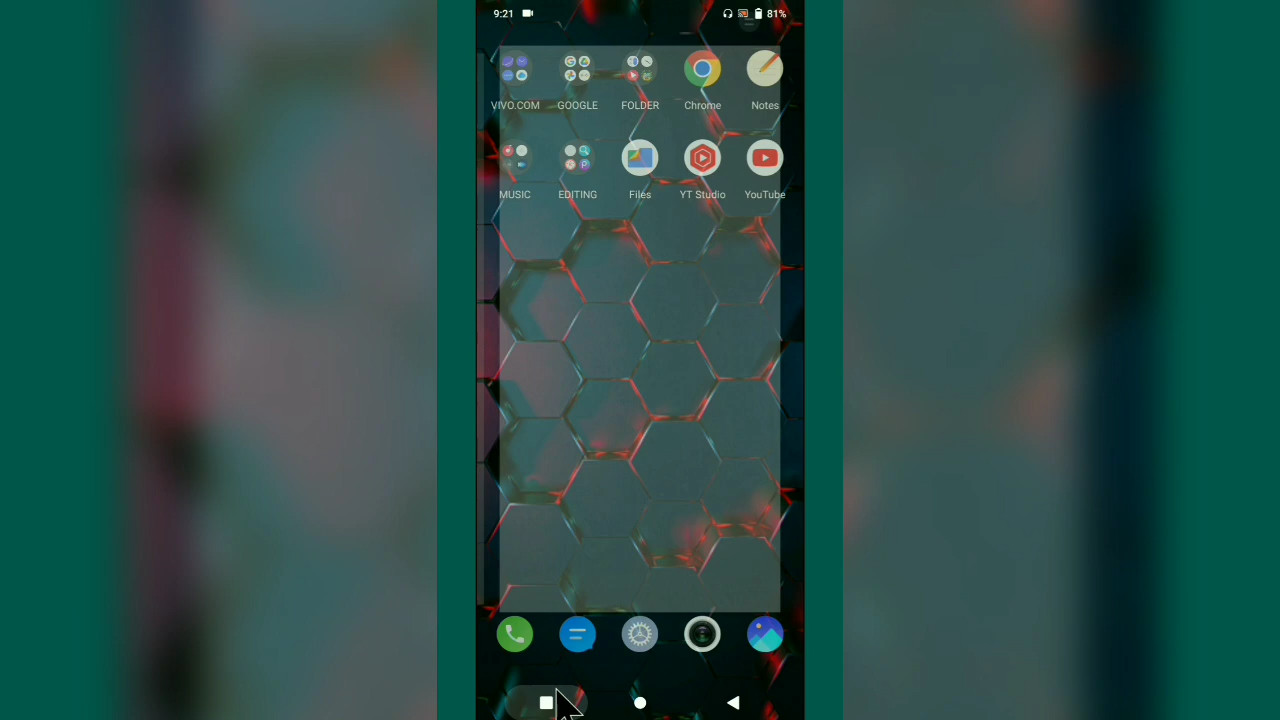 9:21 81%
VIVO.COM GOOGLE FOLDER Chrome Notes
MUSIC EDITING Files YT Studio YouTube